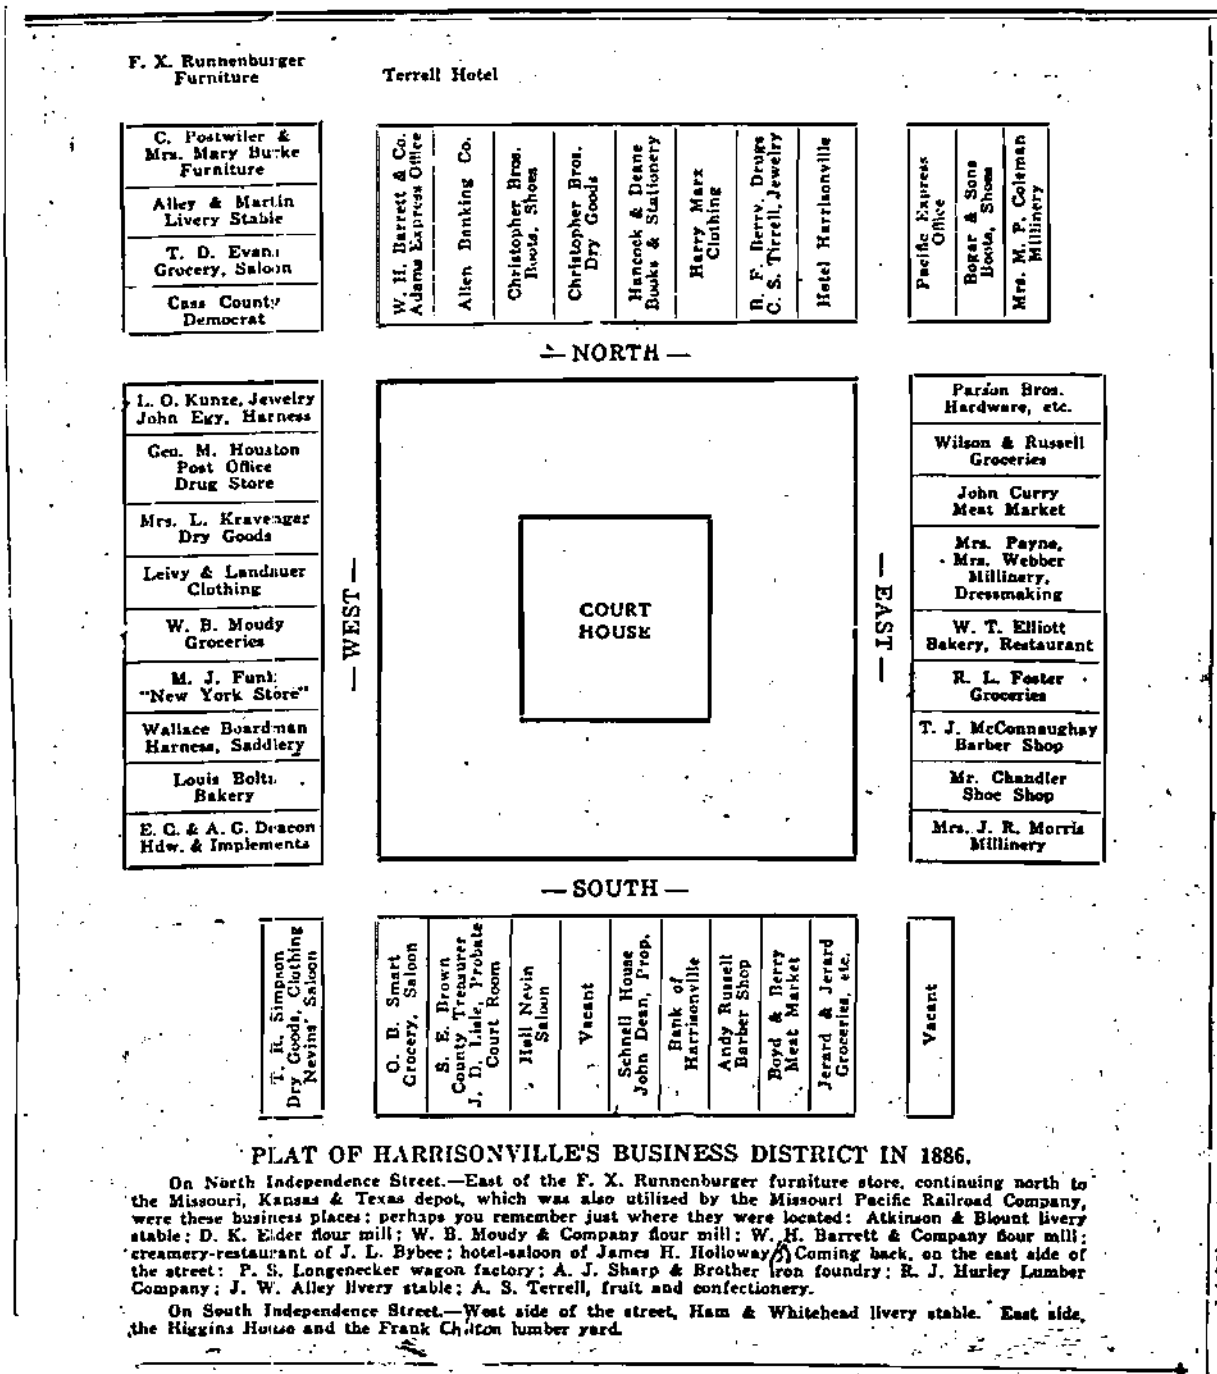 F. X. Runnenburger
Furniture
Terrell Hotel
C. Postwiler &
Mrs. Mary Burke
Furniture
Alley & Martin
Livery Stable
T. D. Evans
Grocery, Saloon
Cass County
Democrat
W. H. Barrett & Co.
Adams Express Office
Allen Banking Co.
Christopher Bros.
Boots, Shoes
Christopher Bros.
Dry Goods
Hancock & Deane
Books & Stationery
Harry Marx
Clothing
B. F. Berry, Drugs
C. S. Tirrell, Jewelry
Hotel Harrisonville
Pacific Express
Office
Bogar & Sons
Boots, Shoes
Mrs. M. P. Coleman
Millinery
— NORTH —
L. O. Kunze, Jewelry
John Egy, Harness
Geo. M. Houston
Post Office
Drug Store
Mrs. L. Kravenger
Dry Goods
Leivy & Landauer
Clothing
W. B. Moudy
Groceries
M. J. Funk
"New York Store"
Wallace Boardman
Harness, Saddlery
Louis Boltz
Bakery
E. C. & A. G. Deacon
Hdw. & Implements
— WEST —
COURT
HOUSE
— EAST —
Parson Bros.
Hardware, etc.
Wilson & Russell
Groceries
John Curry
Meat Market
Mrs. Payne,
Mrs. Webber
Millinery,
Dressmaking
W. T. Elliott
Bakery, Restaurant
R. L. Foster
Groceries
T. J. McConnaughay
Barber Shop
Mr. Chandler
Shoe Shop
Mrs. J. R. Morris
Millinery
— SOUTH —
T. R. Simpson
Dry Goods, Clothing
Nevins' Saloon
O. B. Smart
Grocery, Saloon
S. E. Brown
County Treasurer
J. D. Lisle, Probate
Court Room
Hall Nevin
Saloon
Vacant
Schnell House
John Dean, Prop.
Bank of
Harrisonville
Andy Russell
Barber Shop
Boyd & Berry
Meat Market
Jerard & Jerard
Groceries, etc.
Vacant
PLAT OF HARRISONVILLE'S BUSINESS DISTRICT IN 1886.
On North Independence Street.—East of the F. X. Runnenburger furniture store, continuing north to
the Missouri, Kansas & Texas depot, which was also utilized by the Missouri Pacific Railroad Company,
were these business places; perhaps you remember just where they were located: Atkinson & Blount livery
stable; D. K. Elder flour mill; W. B. Moudy & Company flour mill; W. H. Barrett & Company flour mill;
creamery-restaurant of J. L. Bybee; hotel-saloon of James H. Holloway. Coming back, on the east side of
the street: P. S. Longenecker wagon factory; A. J. Sharp & Brother iron foundry; R. J. Hurley Lumber
Company; J. W. Alley livery stable; A. S. Terrell, fruit and confectionery.
On South Independence Street.—West side of the street, Ham & Whitehead livery stable. East side,
the Higgins House and the Frank Chilton lumber yard.